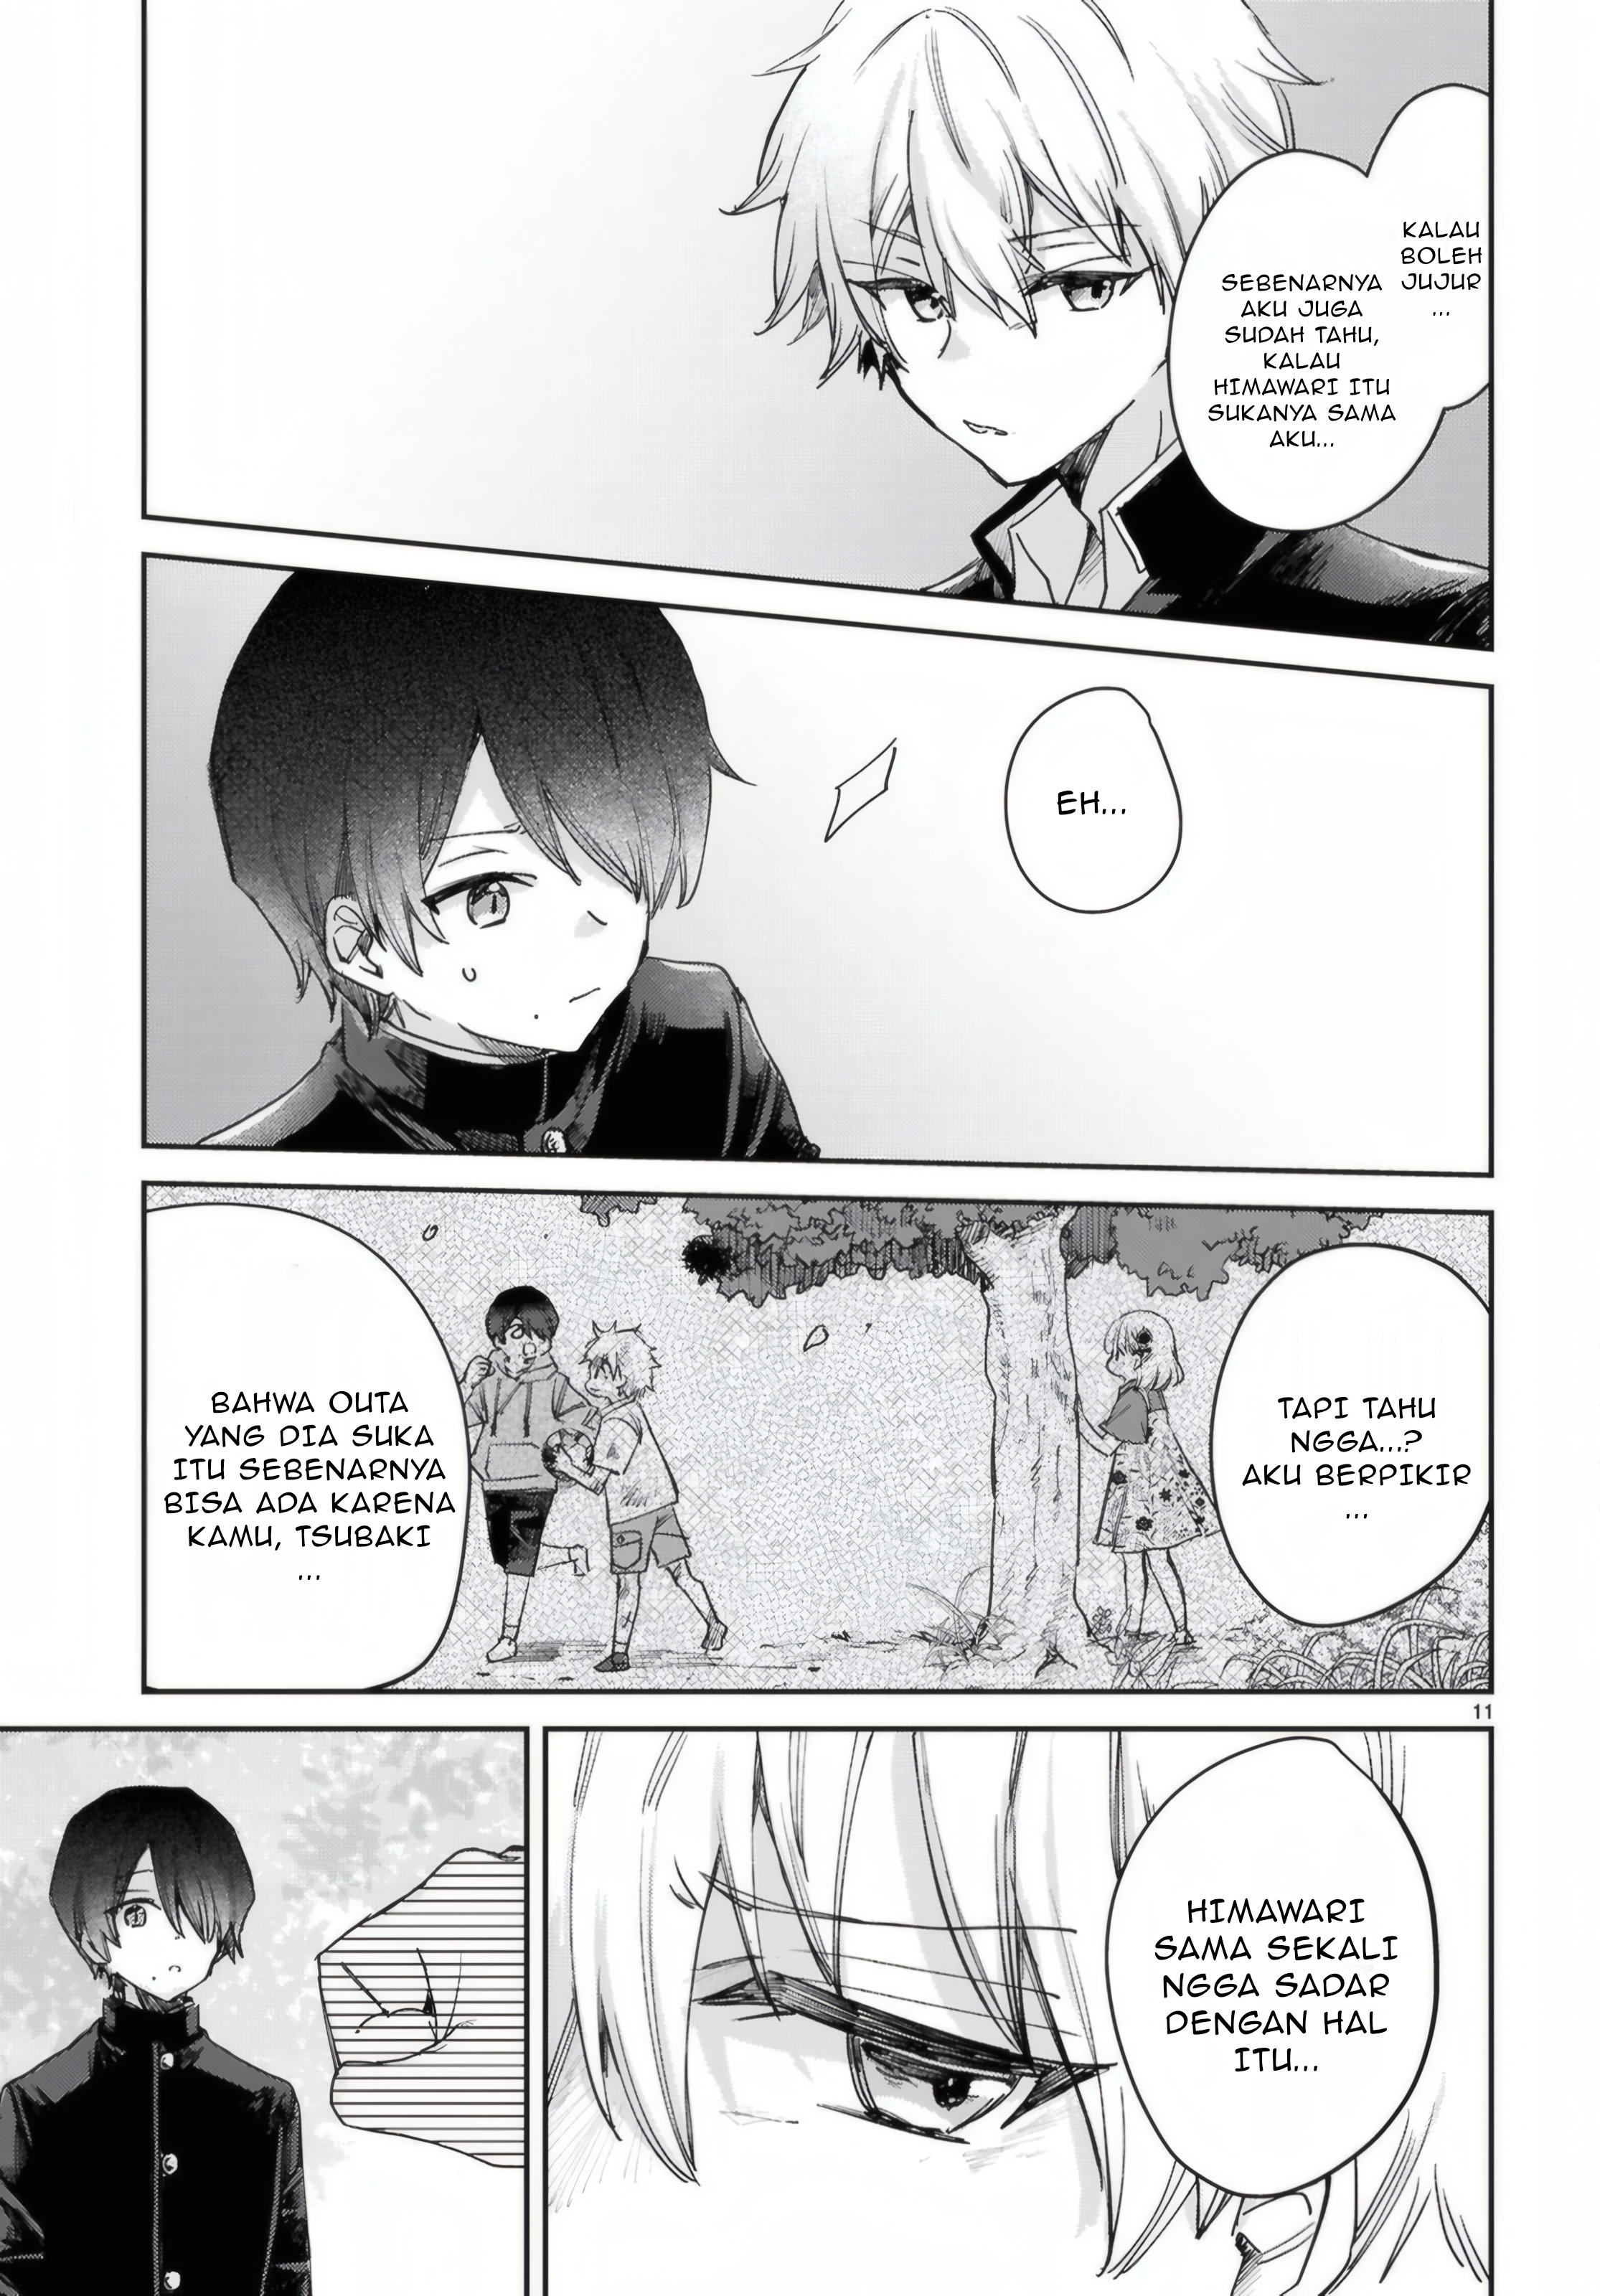 KALAU
BOLEH
JUJUR
...
SEBENARNYA
AKU JUGA
SUDAH TAHU,
KALAU
HIMAWARI ITU
SUKANYA SAMA
AKU...
EH...
TAPI TAHU
NGGA...?
AKU BERPIKIR
...
BAHWA OUTA
YANG DIA SUKA
ITU SEBENARNYA
BISA ADA KARENA
KAMU, TSUBAKI
...
11
HIMAWARI
SAMA SEKALI
NGGA SADAR
DENGAN HAL
ITU...